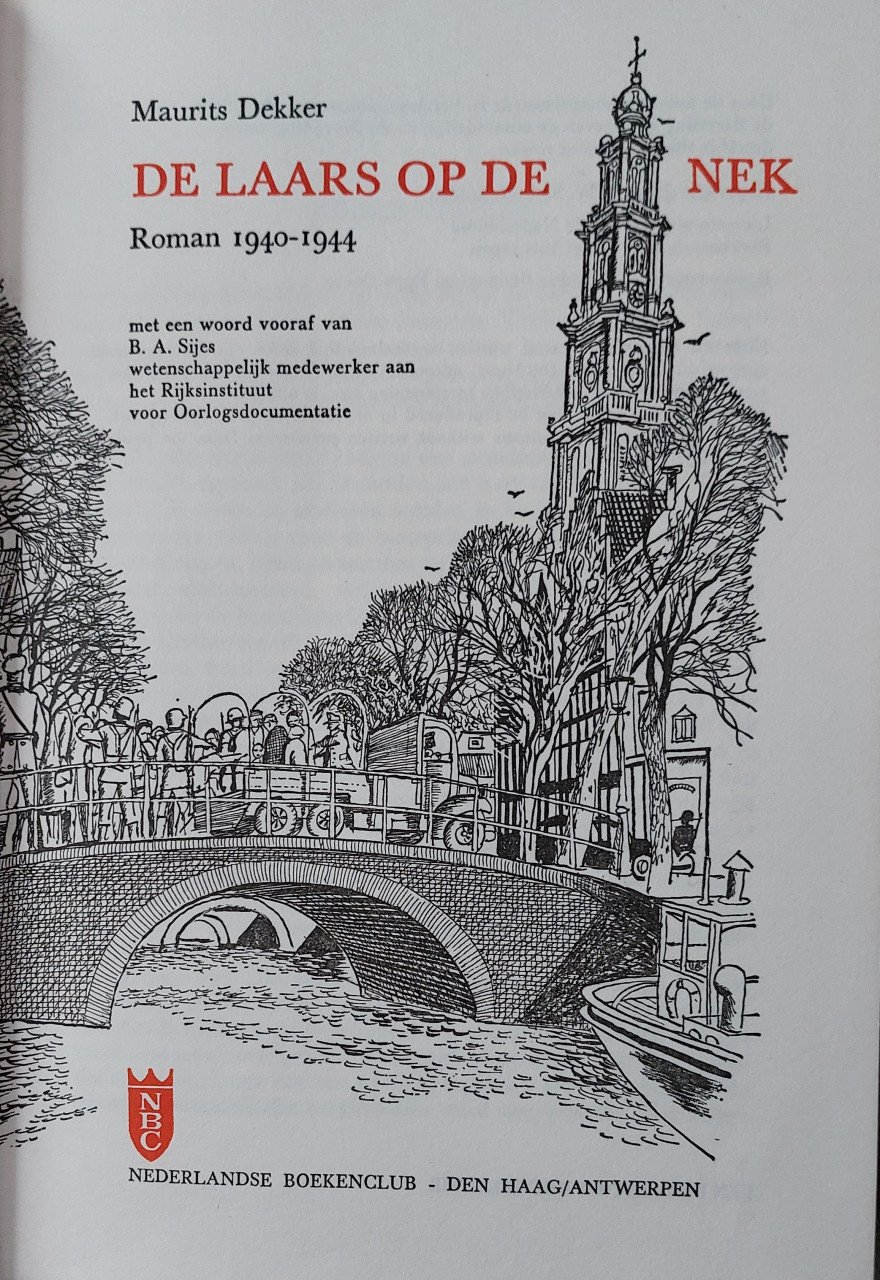 Maurits Dekker
DE LAARS OP DE NEK
Roman 1940-1944
met een woord vooraf van
B. A. Sijes
wetenschappelijk medewerker aan
het Rijksinstituut
voor Oorlogsdocumentatie
N
B
C
NEDERLANDSE BOEKENCLUB - DEN HAAG/ANTWERPEN